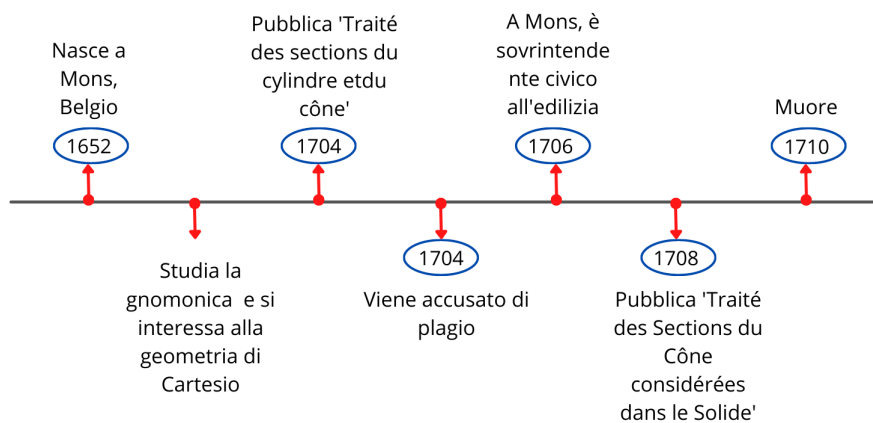 Nasce a
Mons,
Belgio
1652
Studia la
gnomonica e si
interessa alla
geometria di
Cartesio
Pubblica 'Traité
des sections du
cylindre etdu
cône'
1704
1704
Viene accusato di
plagio
A Mons, è
sovrintende
nte civico
all'edilizia
1706
1708
Pubblica 'Traité
des Sections du
Cône
considérées
dans le Solide'
Muore
1710